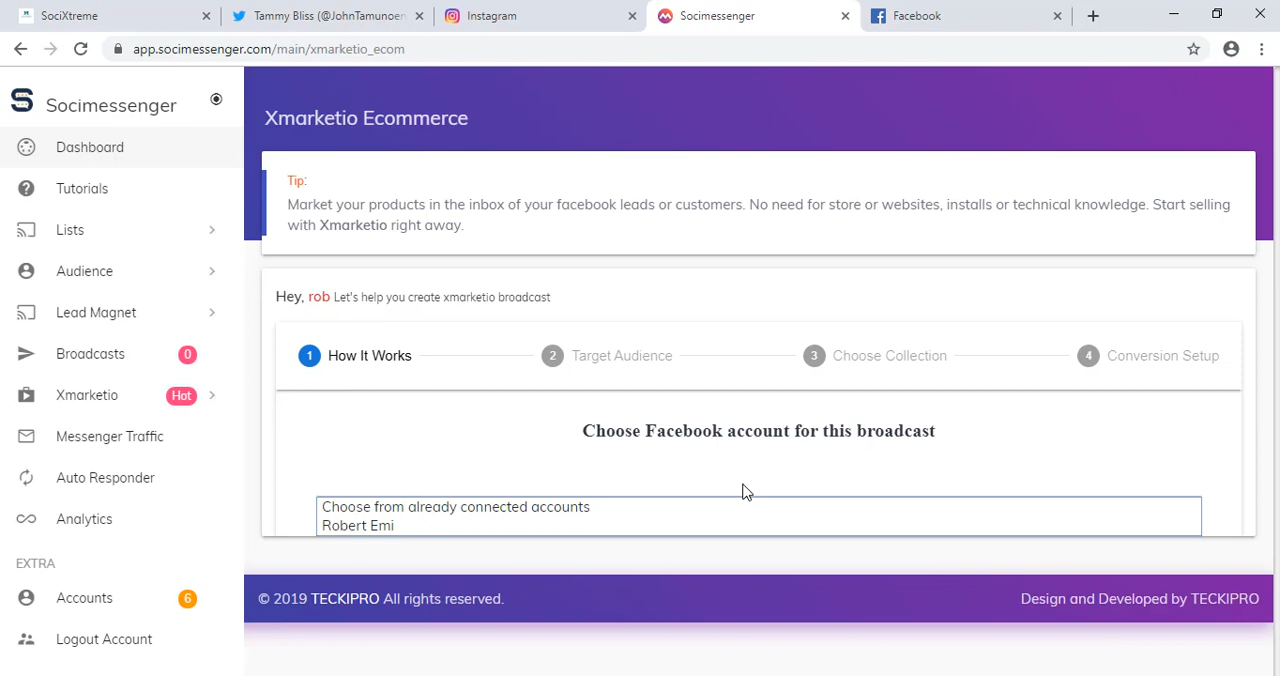 SociXtreme
Tammy Bliss (@JohnTamunoen
Instagram
Socimessenger
Facebook
app.socimessenger.com/main/xmarketio_ecom
Socimessenger
Dashboard
Tutorials
Lists
Audience
Lead Magnet
Broadcasts 0
Xmarketio Hot
Messenger Traffic
Auto Responder
Analytics
EXTRA
Accounts 6
Logout Account
Xmarketio Ecommerce
Tip:
Market your products in the inbox of your facebook leads or customers. No need for store or websites, installs or technical knowledge. Start selling
with Xmarketio right away.
Hey, rob Let's help you create xmarketio broadcast
1 How It Works 2 Target Audience 3 Choose Collection 4 Conversion Setup
Choose Facebook account for this broadcast
Choose from already connected accounts
Robert Emi
© 2019 TECKIPRO All rights reserved.
Design and Developed by TECKIPRO